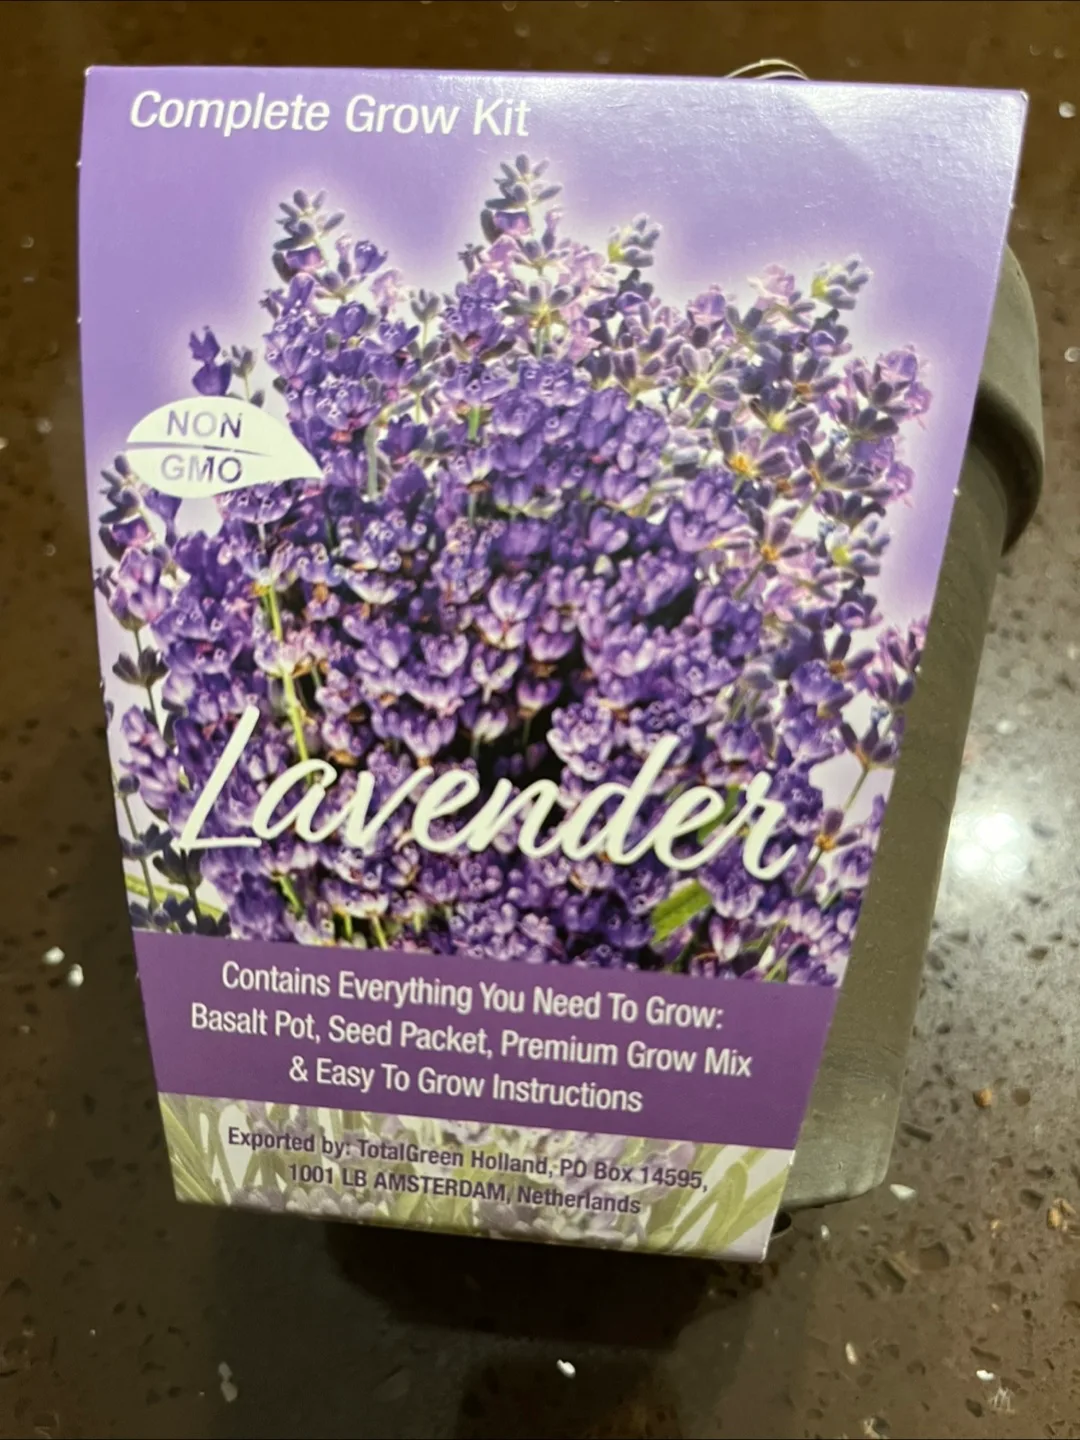 Complete Grow Kit
NON
GMO
Lavender
Contains Everything You Need To Grow:
Basalt Pot, Seed Packet, Premium Grow Mix
& Easy To Grow Instructions
Exported by: TotalGreen Holland, PO Box 14595,
1001 LB AMSTERDAM, Netherlands